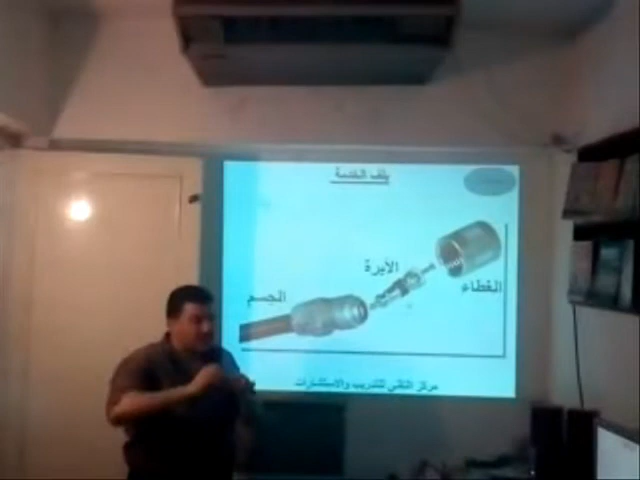 بلف الخدمة
الغطاء
الأبرة
الجسم
مركز التقني للتدريب والاستشارات